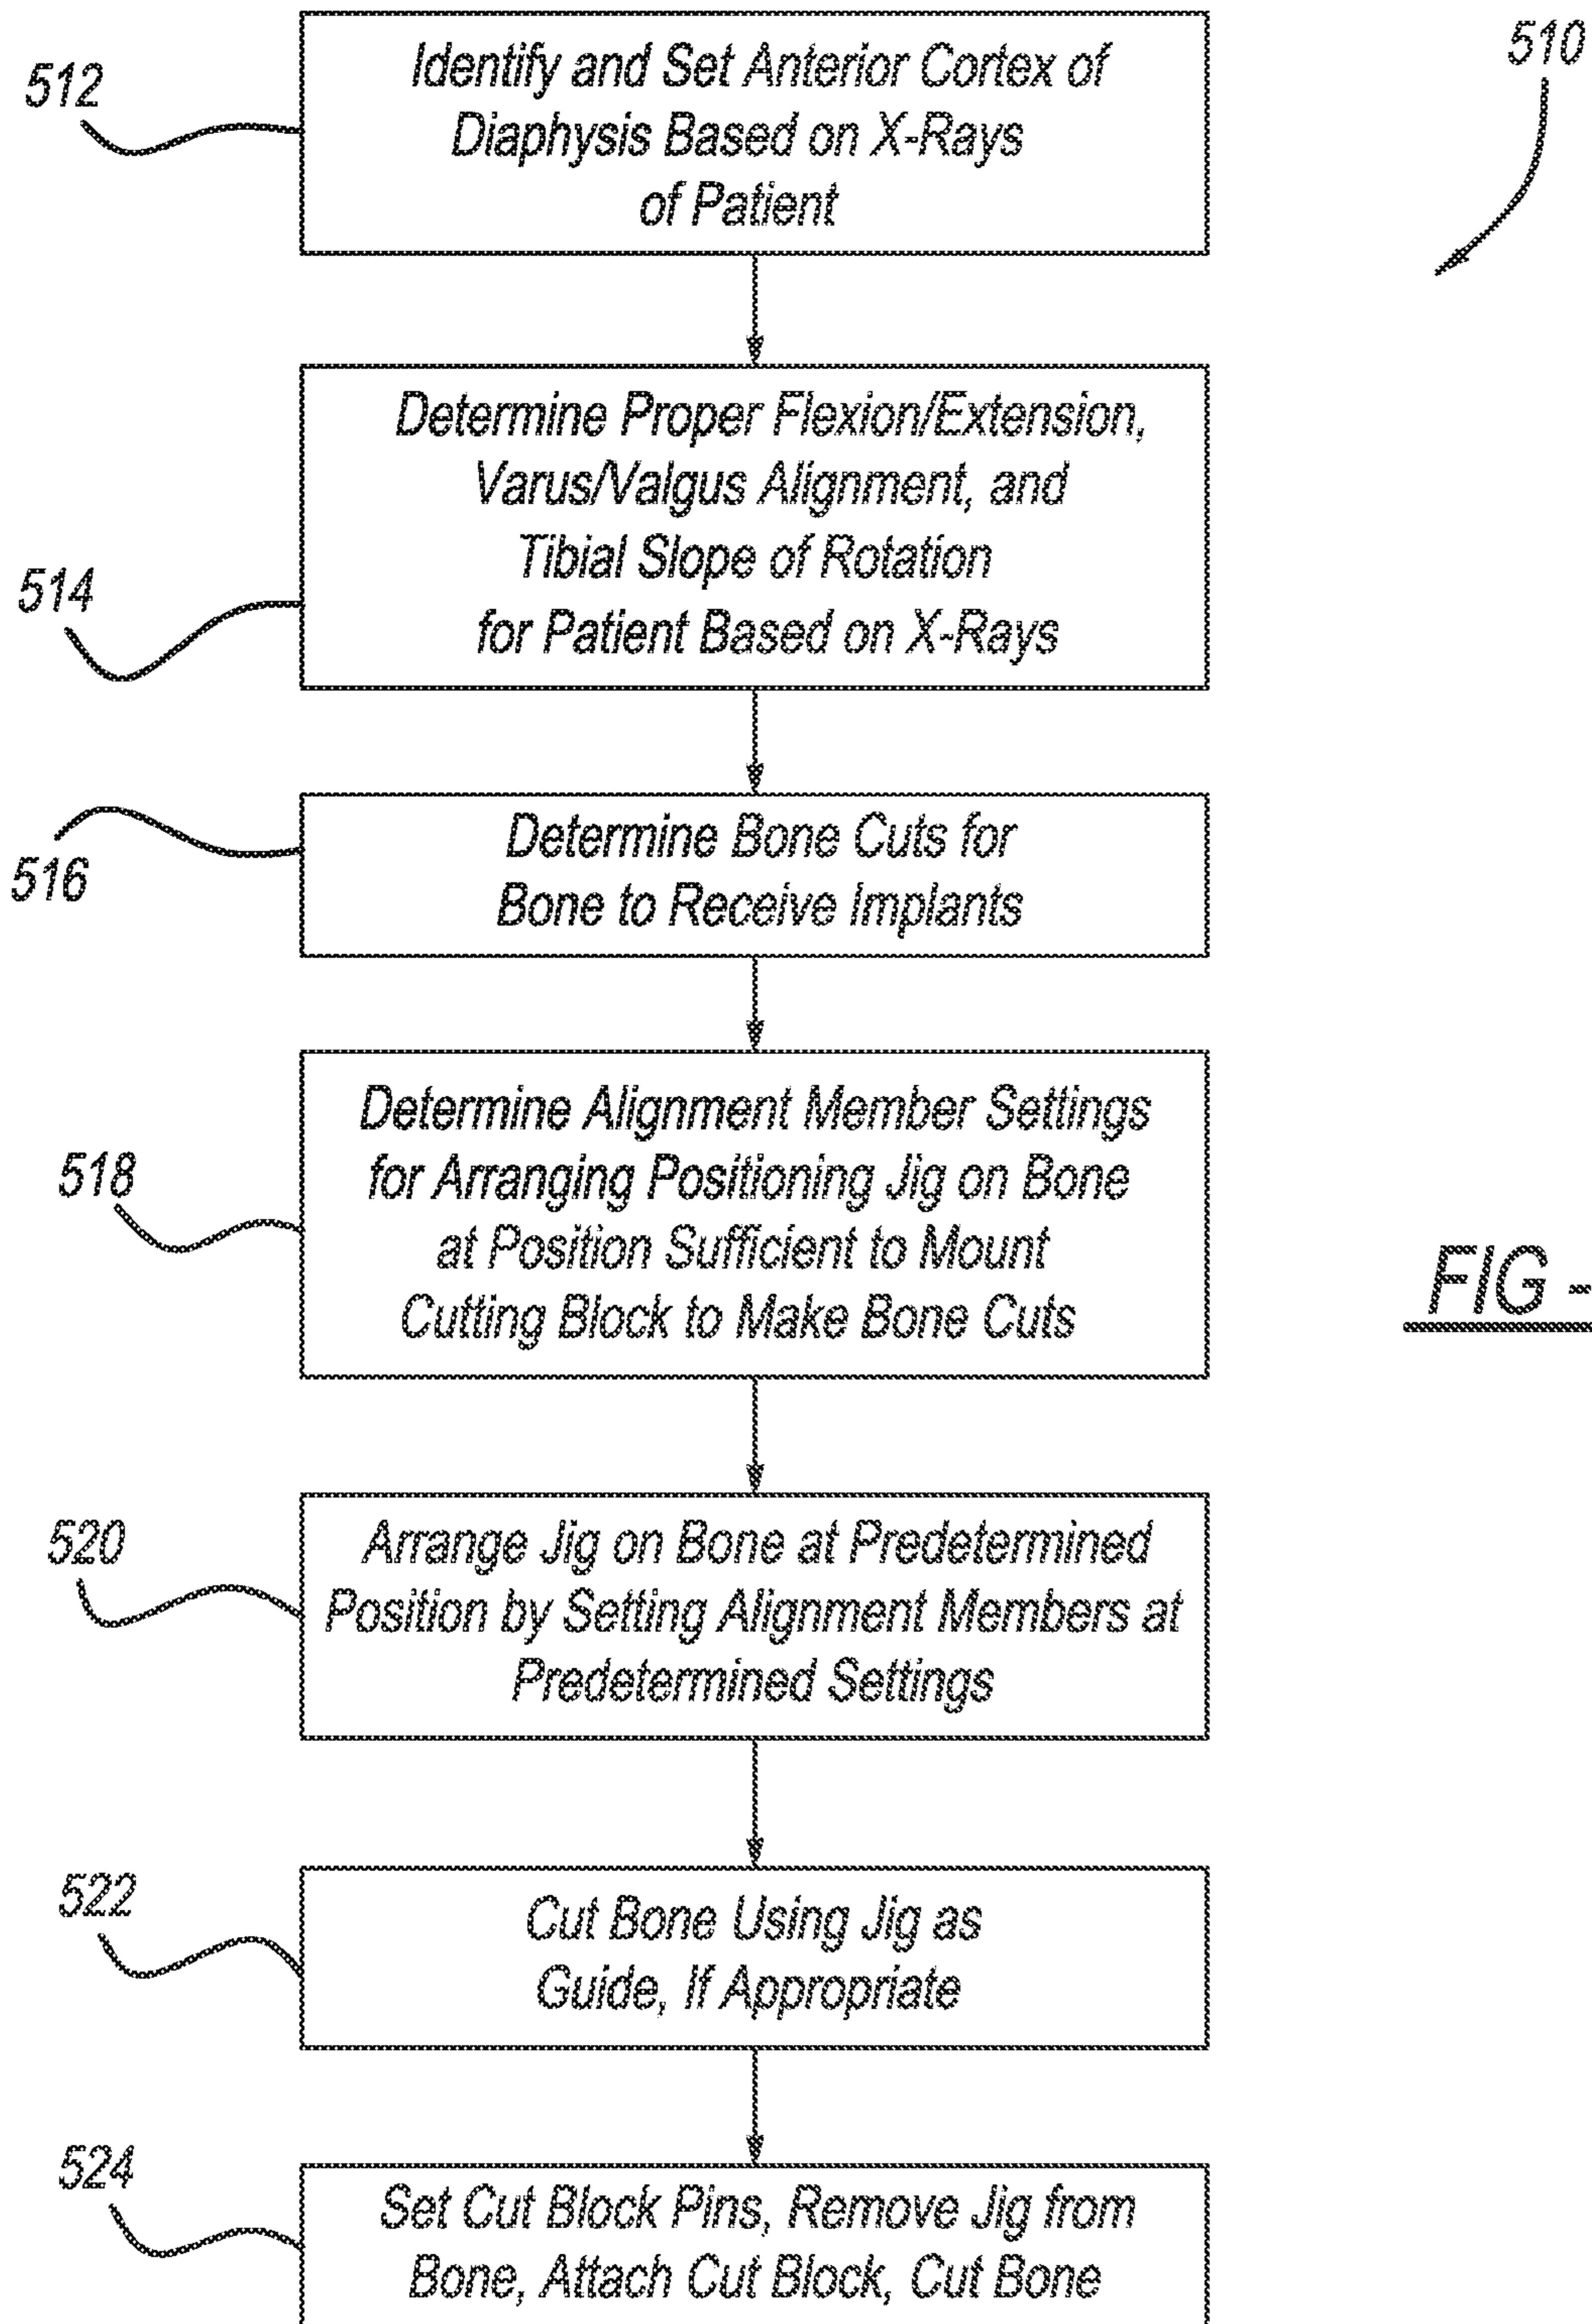 510
512
Identify and Set Anterior Cortex of
Diaphysis Based on X-Rays
of Patient
514
Determine Proper Flexion/Extension,
Varus/Valgus Alignment, and
Tibial Slope of Rotation
for Patient Based on X-Rays
516
Determine Bone Cuts for
Bone to Receive Implants
518
Determine Alignment Member Settings
for Arranging Positioning Jig on Bone
at Position Sufficient to Mount
Cutting Block to Make Bone Cuts
FIG -
520
Arrange Jig on Bone at Predetermined
Position by Setting Alignment Members at
Predetermined Settings
522
Cut Bone Using Jig as
Guide, If Appropriate
524
Set Cut Block Pins, Remove Jig from
Bone, Attach Cut Block, Cut Bone